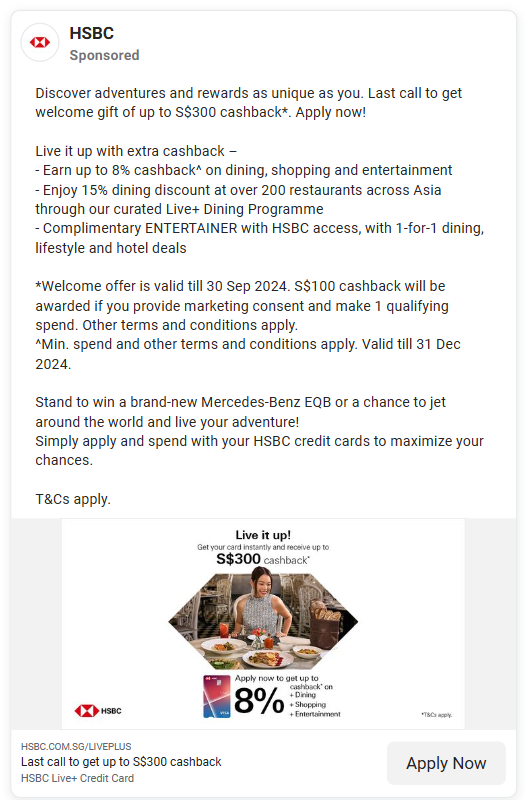 HSBC
Sponsored
Discover adventures and rewards as unique as you. Last call to get
welcome gift of up to S$300 cashback*. Apply now!
Live it up with extra cashback –
- Earn up to 8% cashback^ on dining, shopping and entertainment
- Enjoy 15% dining discount at over 200 restaurants across Asia
through our curated Live+ Dining Programme
- Complimentary ENTERTAINER with HSBC access, with 1-for-1 dining,
lifestyle and hotel deals
*Welcome offer is valid till 30 Sep 2024. S$100 cashback will be
awarded if you provide marketing consent and make 1 qualifying
spend. Other terms and conditions apply.
^Min. spend and other terms and conditions apply. Valid till 31 Dec
2024.
Stand to win a brand-new Mercedes-Benz EQB or a chance to jet
around the world and live your adventure!
Simply apply and spend with your HSBC credit cards to maximize your
chances.
T&Cs apply.
Live it up!
Get your card instantly and receive up to
S$300 cashback*
Apply now to get up to
8% cashback* on
+ Dining
+ Shopping
+ Entertainment
HSBC
*T&Cs apply.
HSBC.COM.SG/LIVEPLUS
Last call to get up to S$300 cashback
HSBC Live+ Credit Card
Apply Now